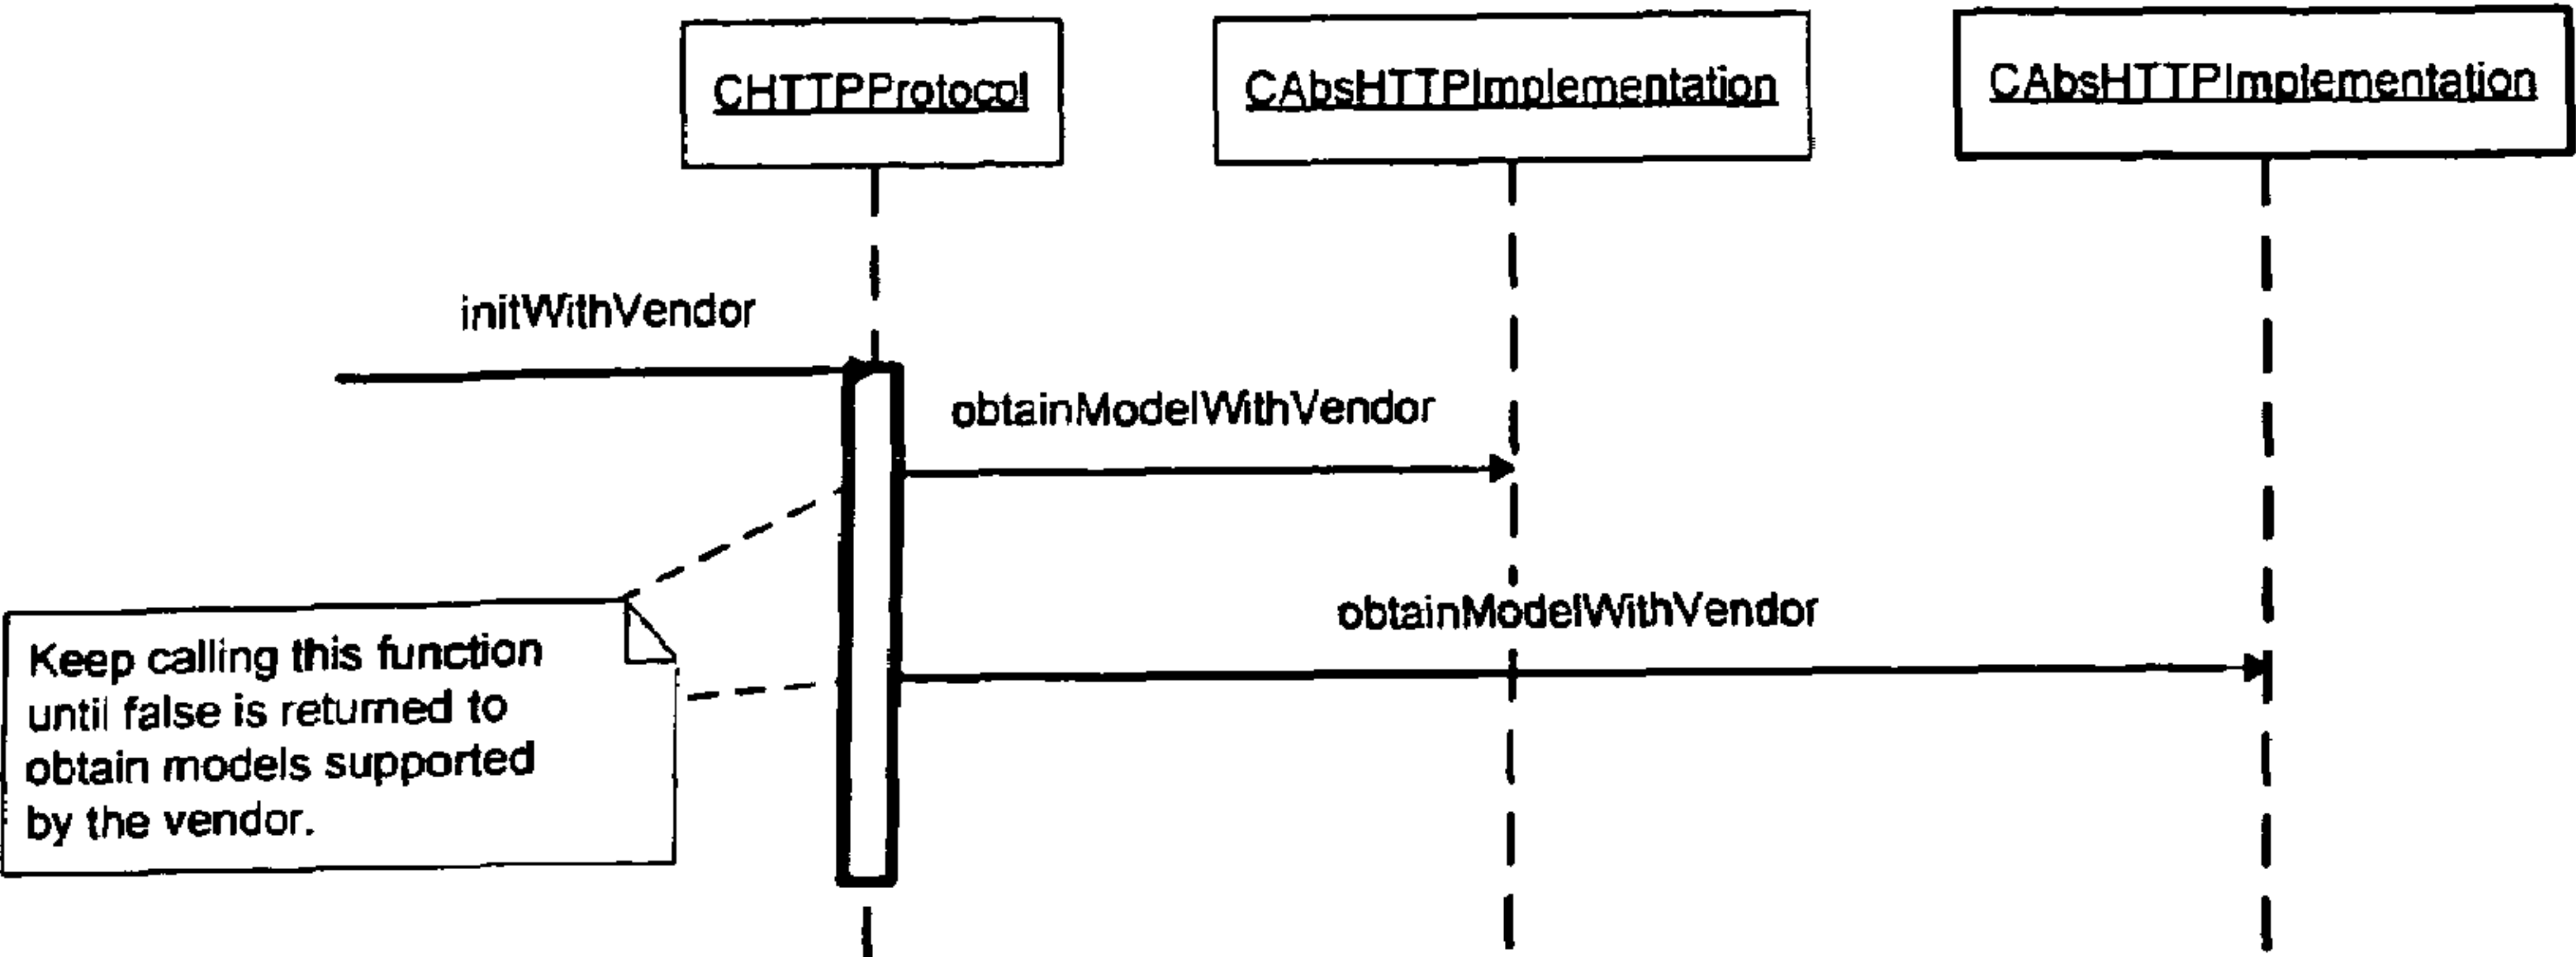 CHTTPProtocol
CAbsHTTPImplementation
CAbsHTTPImplementation
initWithVendor
obtainModelWithVendor
obtainModelWithVendor
Keep calling this function
until false is returned to
obtain models supported
by the vendor.